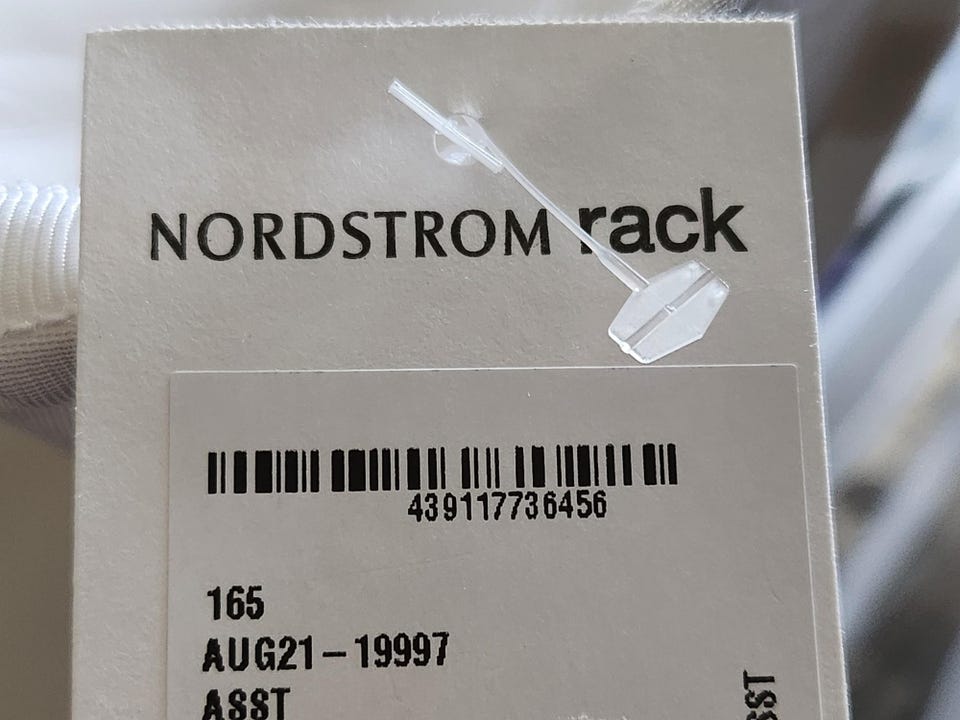 NORDSTROM rack
439117736456
165
AUG21-19997
ASST